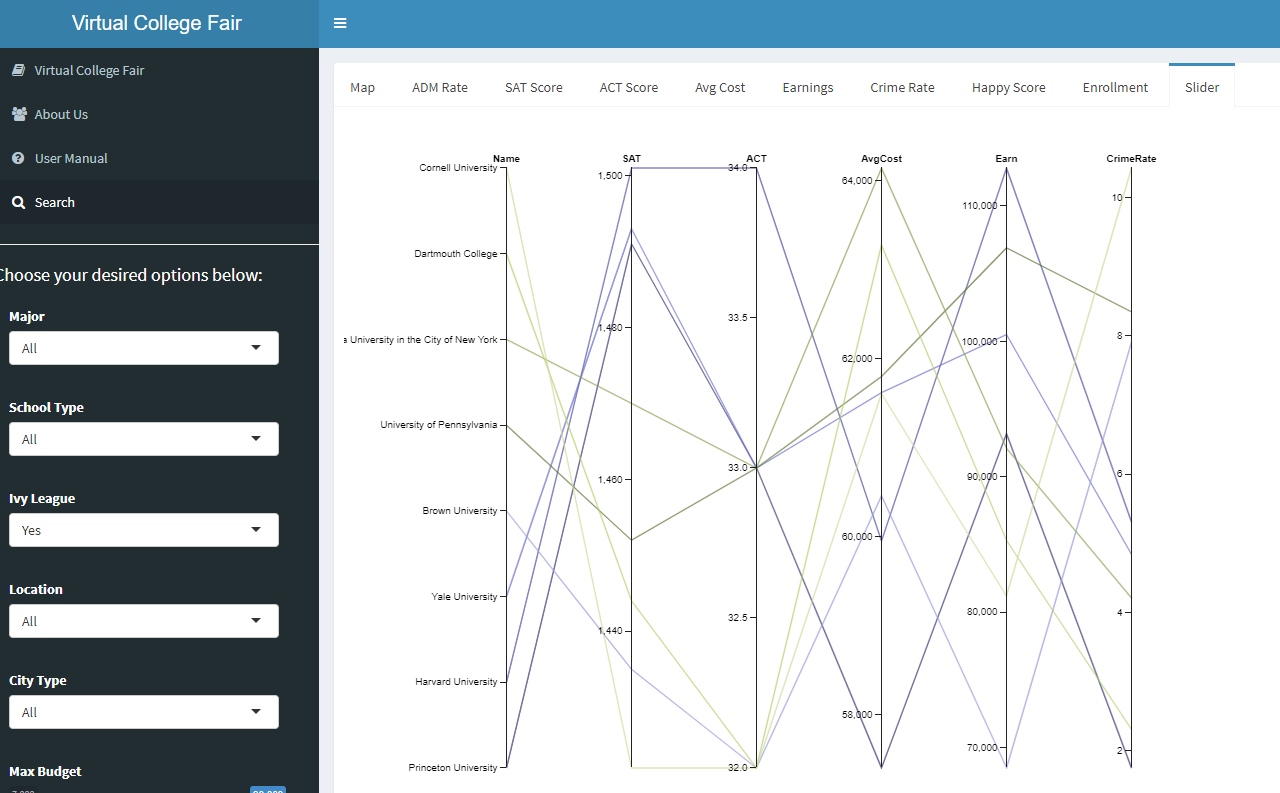 Virtual College Fair
Virtual College Fair
About Us
User Manual
Search
Choose your desired options below:
Major
All
School Type
All
Ivy League
Yes
Location
All
City Type
All
Max Budget
Map ADM Rate SAT Score ACT Score Avg Cost Earnings Crime Rate Happy Score Enrollment Slider
Name SAT ACT AvgCost Earn CrimeRate
Cornell University
Dartmouth College
a University in the City of New York
University of Pennsylvania
Brown University
Yale University
Harvard University
Princeton University
1,500
1,480
1,460
1,440
34.0
33.5
33.0
32.5
32.0
64,000
62,000
60,000
58,000
110,000
100,000
90,000
80,000
70,000
10
8
6
4
2